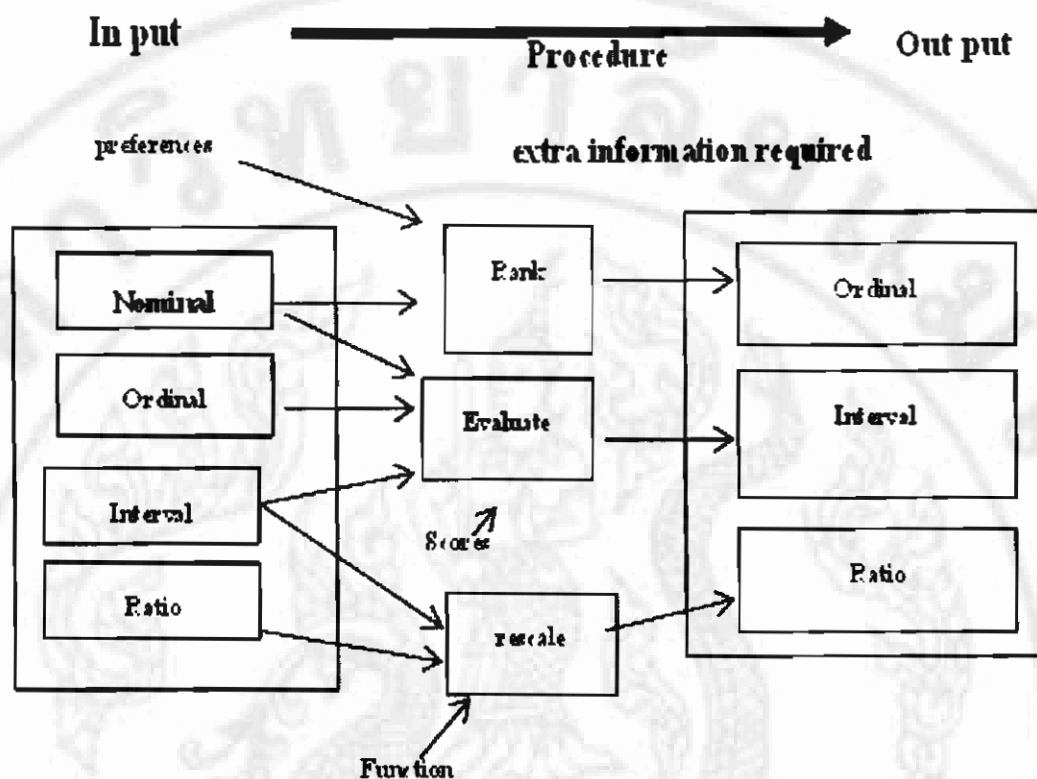 In put
Procedure
Out put
preferences
extra information required
Nominal
Rank
Ordinal
Ordinal
Evaluate
Interval
Interval
Scores
Ratio
rescale
Ratio
Function